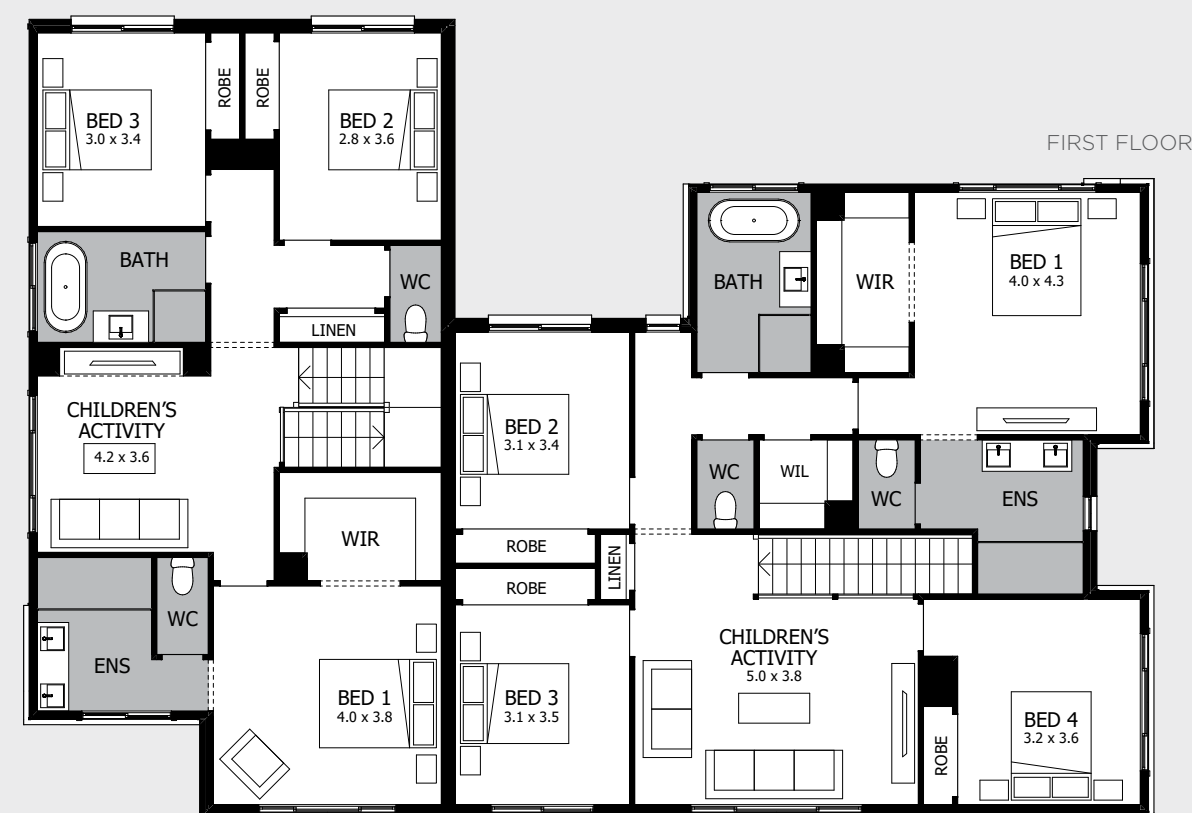 FIRST FLOOR
BED 3
3.0 x 3.4
ROBE
ROBE
BED 2
2.8 x 3.6
BATH
WC
LINEN
CHILDREN'S
ACTIVITY
4.2 x 3.6
WIR
WC
ENS
BED 1
4.0 x 3.8
BATH
WIR
BED 1
4.0 x 4.3
BED 2
3.1 x 3.4
WC
WIL
WC
ENS
ROBE
LINEN
ROBE
CHILDREN'S
ACTIVITY
5.0 x 3.8
BED 3
3.1 x 3.5
ROBE
BED 4
3.2 x 3.6